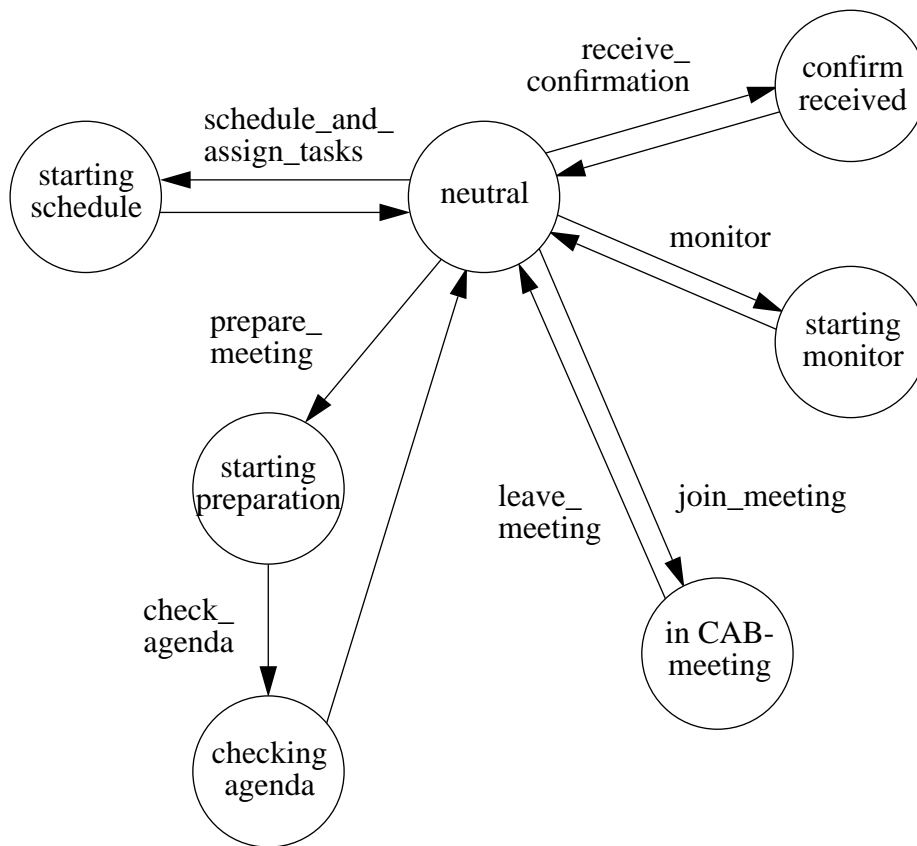 receive_
confirmation
confirm
received
schedule_and_
assign_tasks
starting
schedule
neutral
monitor
starting
monitor
prepare_
meeting
starting
preparation
leave_
meeting
join_meeting
check_
agenda
in CAB-
meeting
checking
agenda